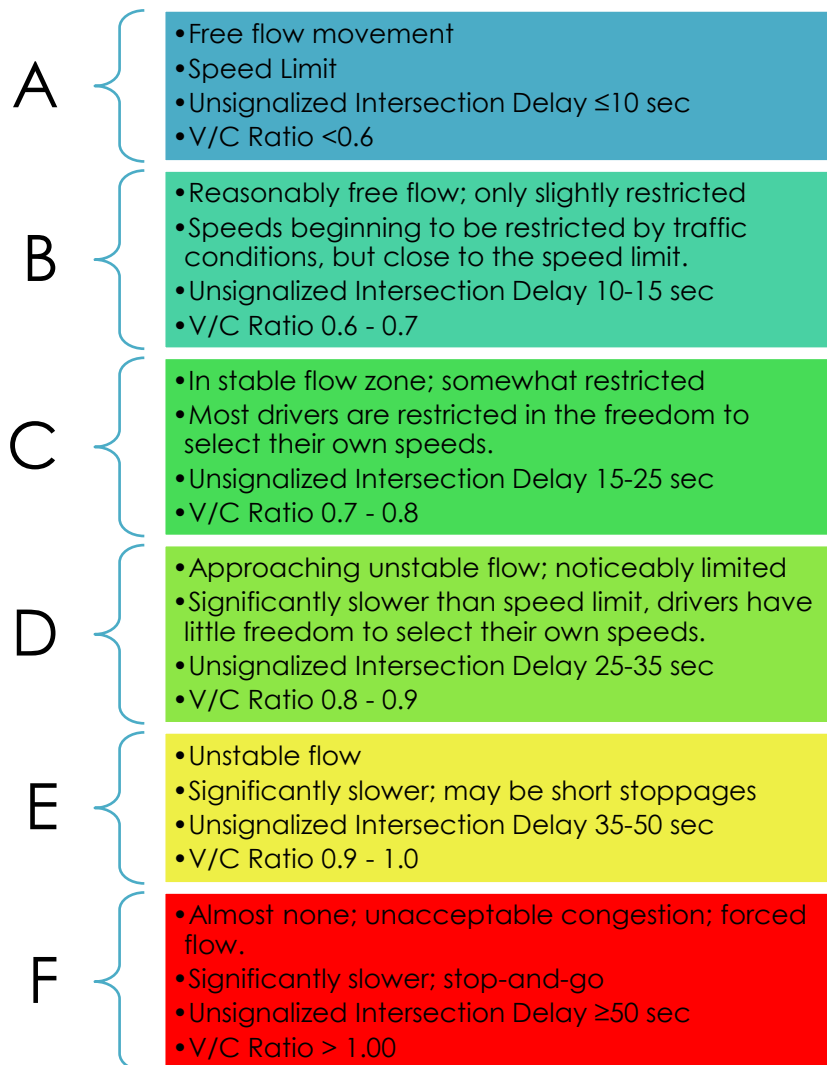 A
•Free flow movement
•Speed Limit
•Unsignalized Intersection Delay ≤10 sec
•V/C Ratio <0.6
B
•Reasonably free flow; only slightly restricted
•Speeds beginning to be restricted by traffic
conditions, but close to the speed limit.
•Unsignalized Intersection Delay 10-15 sec
•V/C Ratio 0.6 - 0.7
C
•In stable flow zone; somewhat restricted
•Most drivers are restricted in the freedom to
select their own speeds.
•Unsignalized Intersection Delay 15-25 sec
•V/C Ratio 0.7 - 0.8
D
•Approaching unstable flow; noticeably limited
•Significantly slower than speed limit, drivers have
little freedom to select their own speeds.
•Unsignalized Intersection Delay 25-35 sec
•V/C Ratio 0.8 - 0.9
E
•Unstable flow
•Significantly slower; may be short stoppages
•Unsignalized Intersection Delay 35-50 sec
•V/C Ratio 0.9 - 1.0
F
•Almost none; unacceptable congestion; forced
flow.
•Significantly slower; stop-and-go
•Unsignalized Intersection Delay ≥50 sec
•V/C Ratio > 1.00